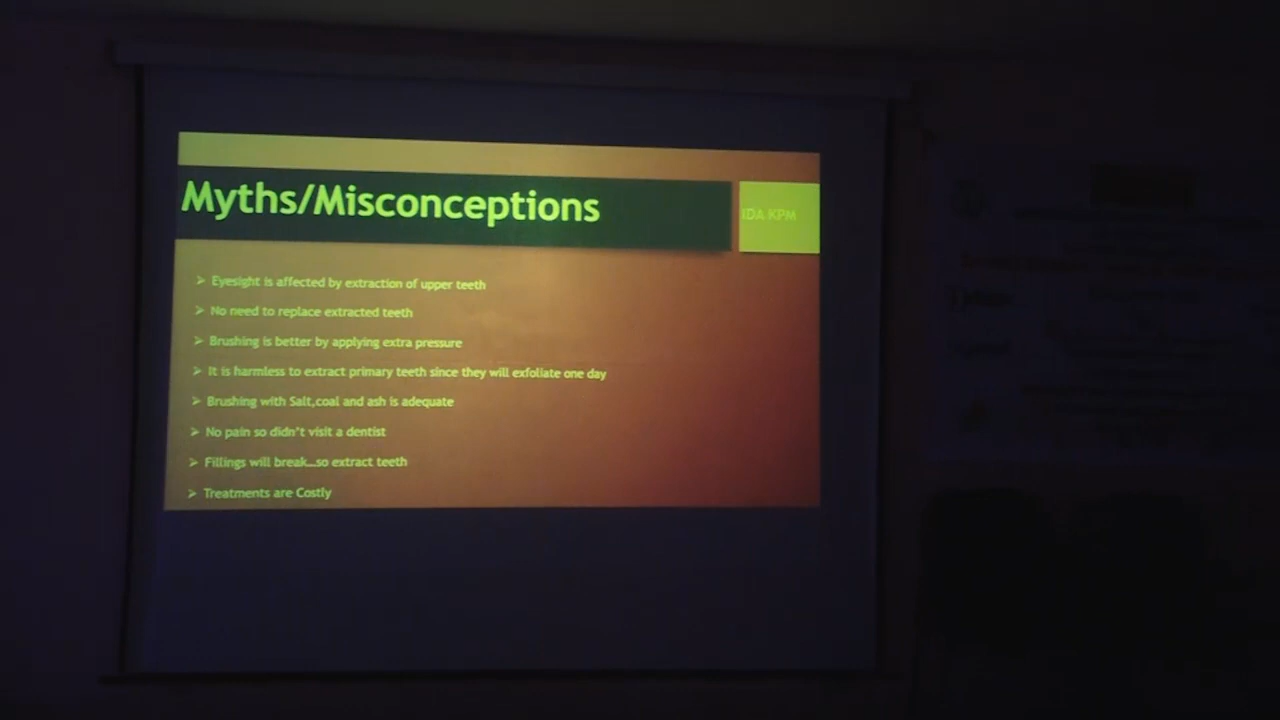 Myths/Misconceptions
IDA KPM
➢ Eyesight is affected by extraction of upper teeth
➢ No need to replace extracted teeth
➢ Brushing is better by applying extra pressure
➢ It is harmless to extract primary teeth since they will exfoliate one day
➢ Brushing with Salt,coal and ash is adequate
➢ No pain so didn't visit a dentist
➢ Fillings will break...so extract teeth
➢ Treatments are Costly